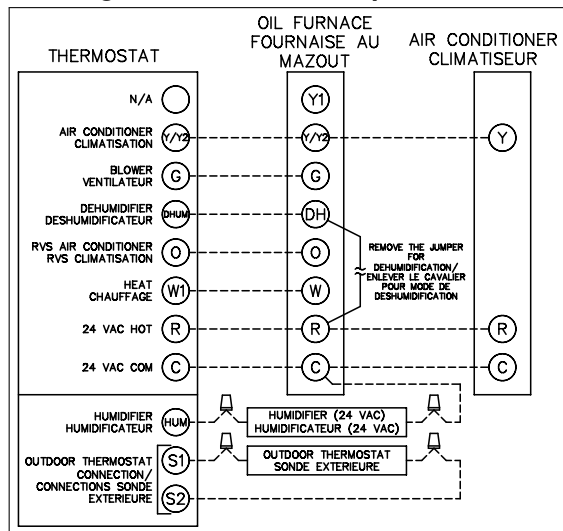 OIL FURNACE
FOURNAISE AU
MAZOUT
AIR CONDITIONER
CLIMATISEUR
THERMOSTAT
N/A
Y1
AIR CONDITIONER
CLIMATISATION
Y/Y2
Y/Y2
Y
BLOWER
VENTILATEUR
G
G
DEHUMIDIFIER
DESHUMIDIFICATEUR
DHUM
DH
RVS AIR CONDITIONER
RVS CLIMATISATION
O
O
REMOVE THE JUMPER
FOR
DEHUMIDIFICATION/
ENLEVER LE CAVALIER
POUR MODE DE
DESHUMIDIFICATION
HEAT
CHAUFFAGE
W1
W
24 VAC HOT
R
R
R
24 VAC COM
C
C
C
HUMIDIFIER
HUMIDIFICATEUR
HUM
HUMIDIFIER (24 VAC)
HUMIDIFICATEUR (24 VAC)
OUTDOOR THERMOSTAT
CONNECTION/
CONNECTIONS SONDE
EXTERIEURE
S1
S2
OUTDOOR THERMOSTAT
SONDE EXTERIEURE